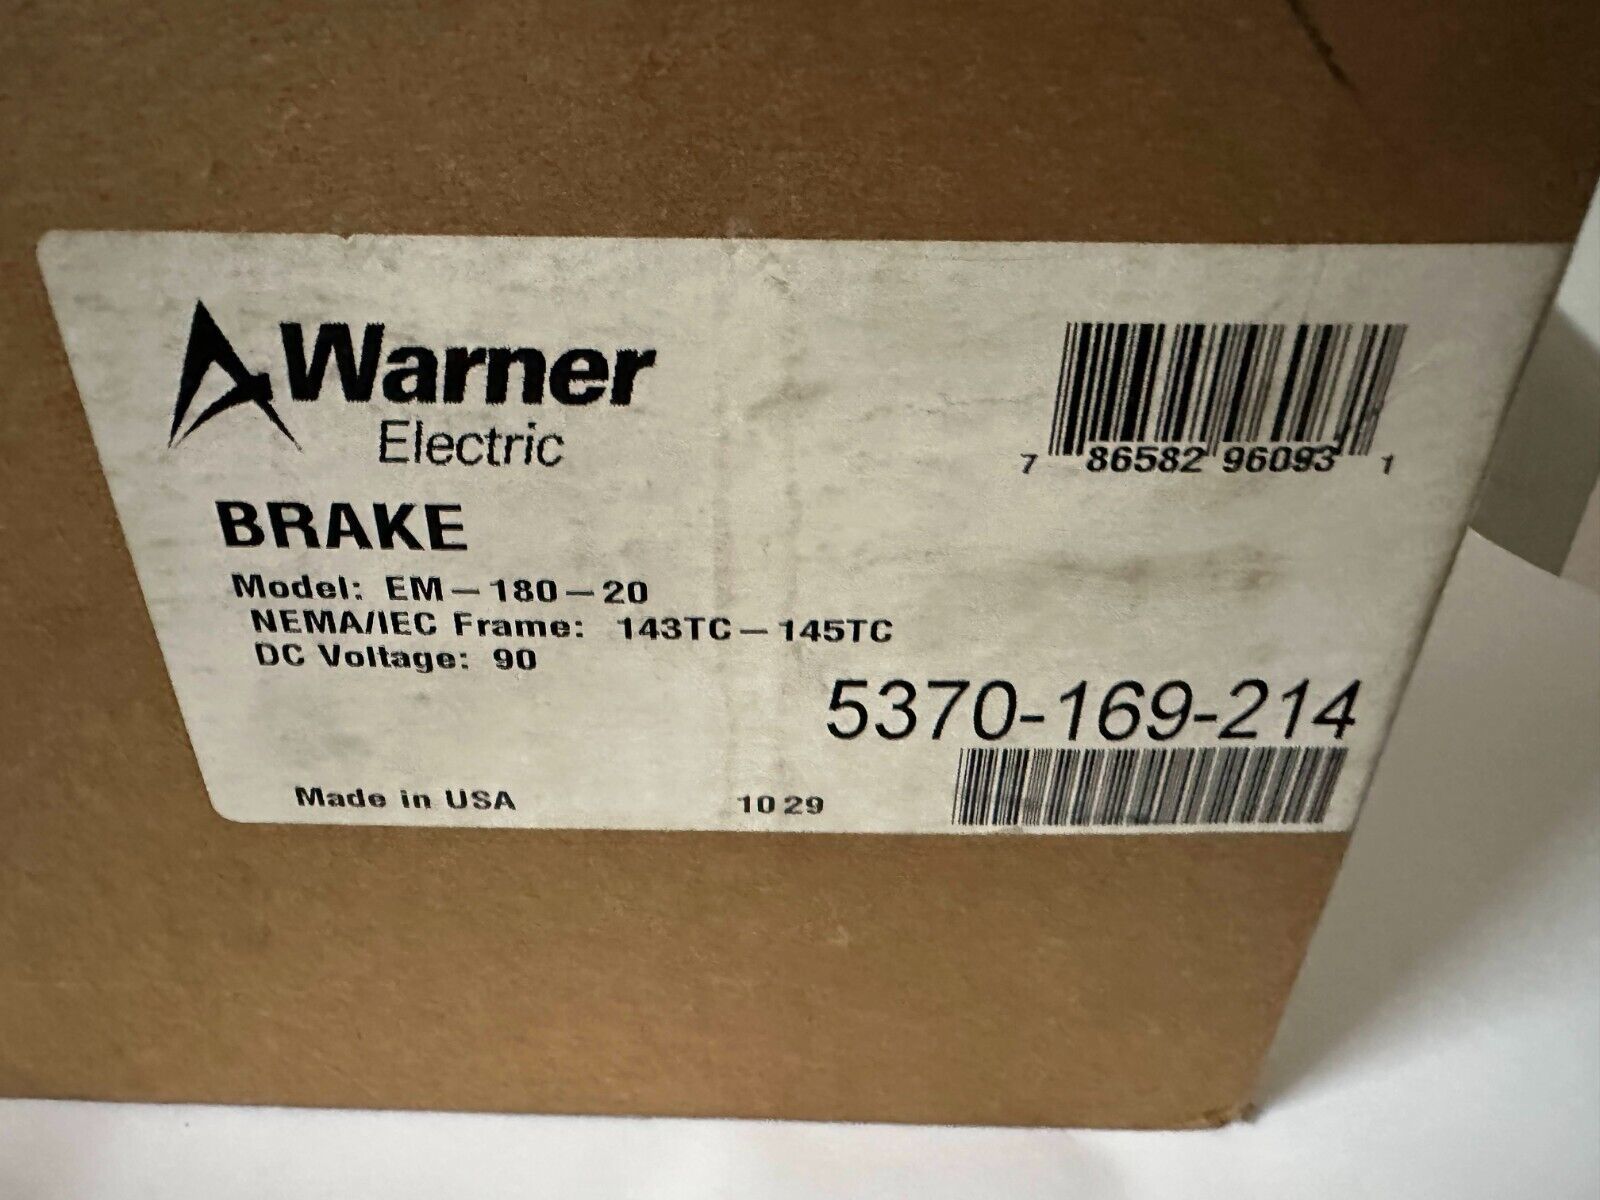 Warner
Electric
7 86582 96093 1
BRAKE
Model: EM-180-20
NEMA/IEC Frame: 143TC-145TC
DC Voltage: 90
5370-169-214
Made in USA 10 29